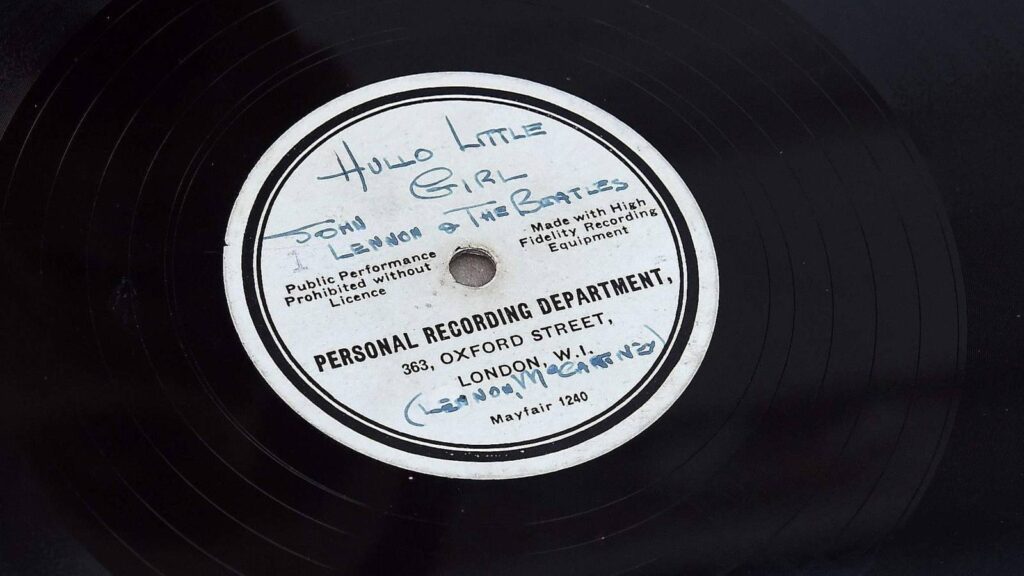 HULLO LITTLE
GIRL
JOHN
LENNON & THE BEATLES
Public Performance
Prohibited without
Licence
Made with High
Fidelity Recording
Equipment
PERSONAL RECORDING DEPARTMENT,
363, OXFORD STREET,
LONDON, W.I.
(LENNON, McCARTNEY)
Mayfair 1240